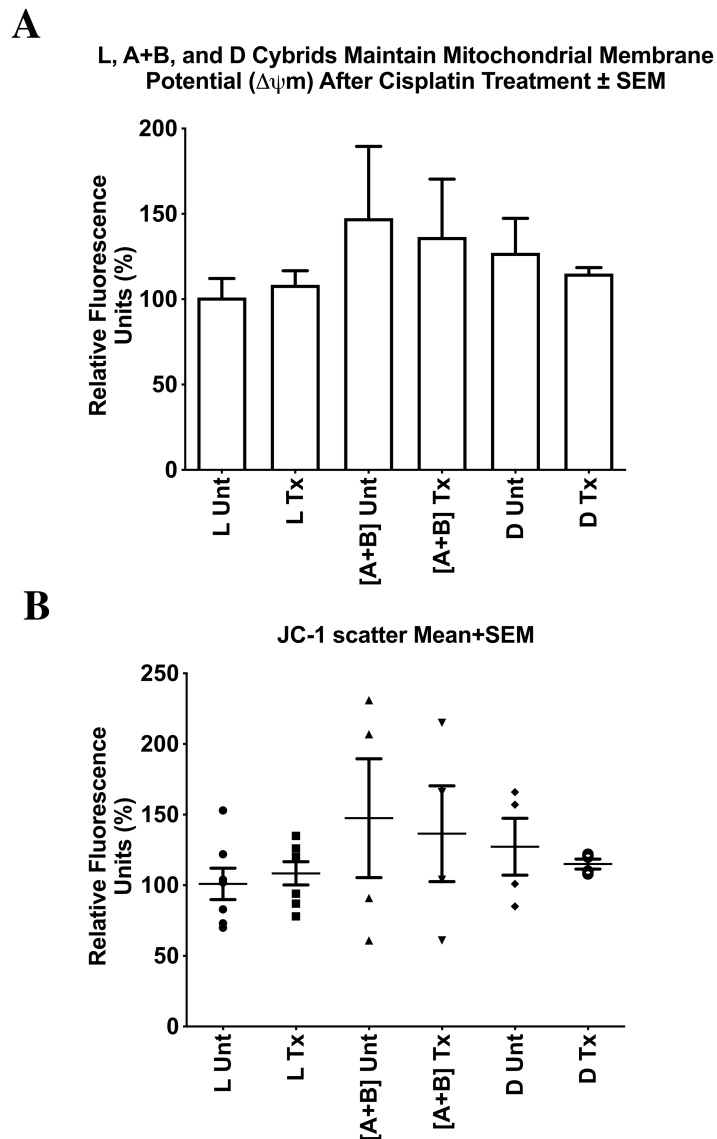 A
L, A+B, and D Cybrids Maintain Mitochondrial Membrane
Potential (Δψm) After Cisplatin Treatment ± SEM
Relative Fluorescence
Units (%)
200
150
100
50
0
L Unt
L Tx
[A+B] Unt
[A+B] Tx
D Unt
D Tx
B
JC-1 scatter Mean+SEM
Relative Fluorescence
Units (%)
250
200
150
100
50
0
L Unt
L Tx
[A+B] Unt
[A+B] Tx
D Unt
D Tx